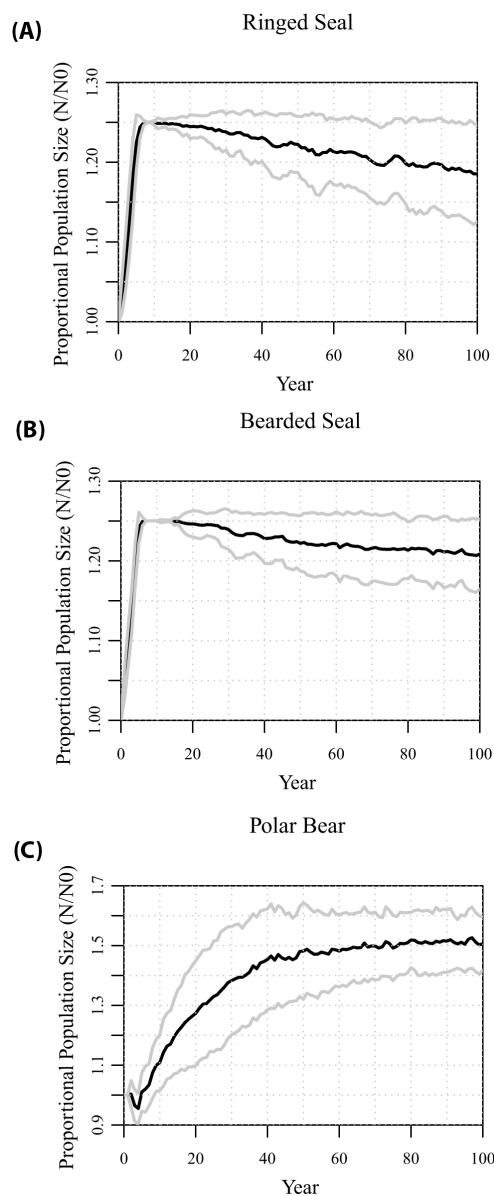 (A)
Ringed Seal
Proportional Population Size (N/N0)
1.30
1.20
1.10
1.00
0 20 40 60 80 100
Year
(B)
Bearded Seal
Proportional Population Size (N/N0)
1.30
1.20
1.10
1.00
0 20 40 60 80 100
Year
(C)
Polar Bear
Proportional Population Size (N/N0)
1.7
1.5
1.3
1.1
0.9
0 20 40 60 80 100
Year